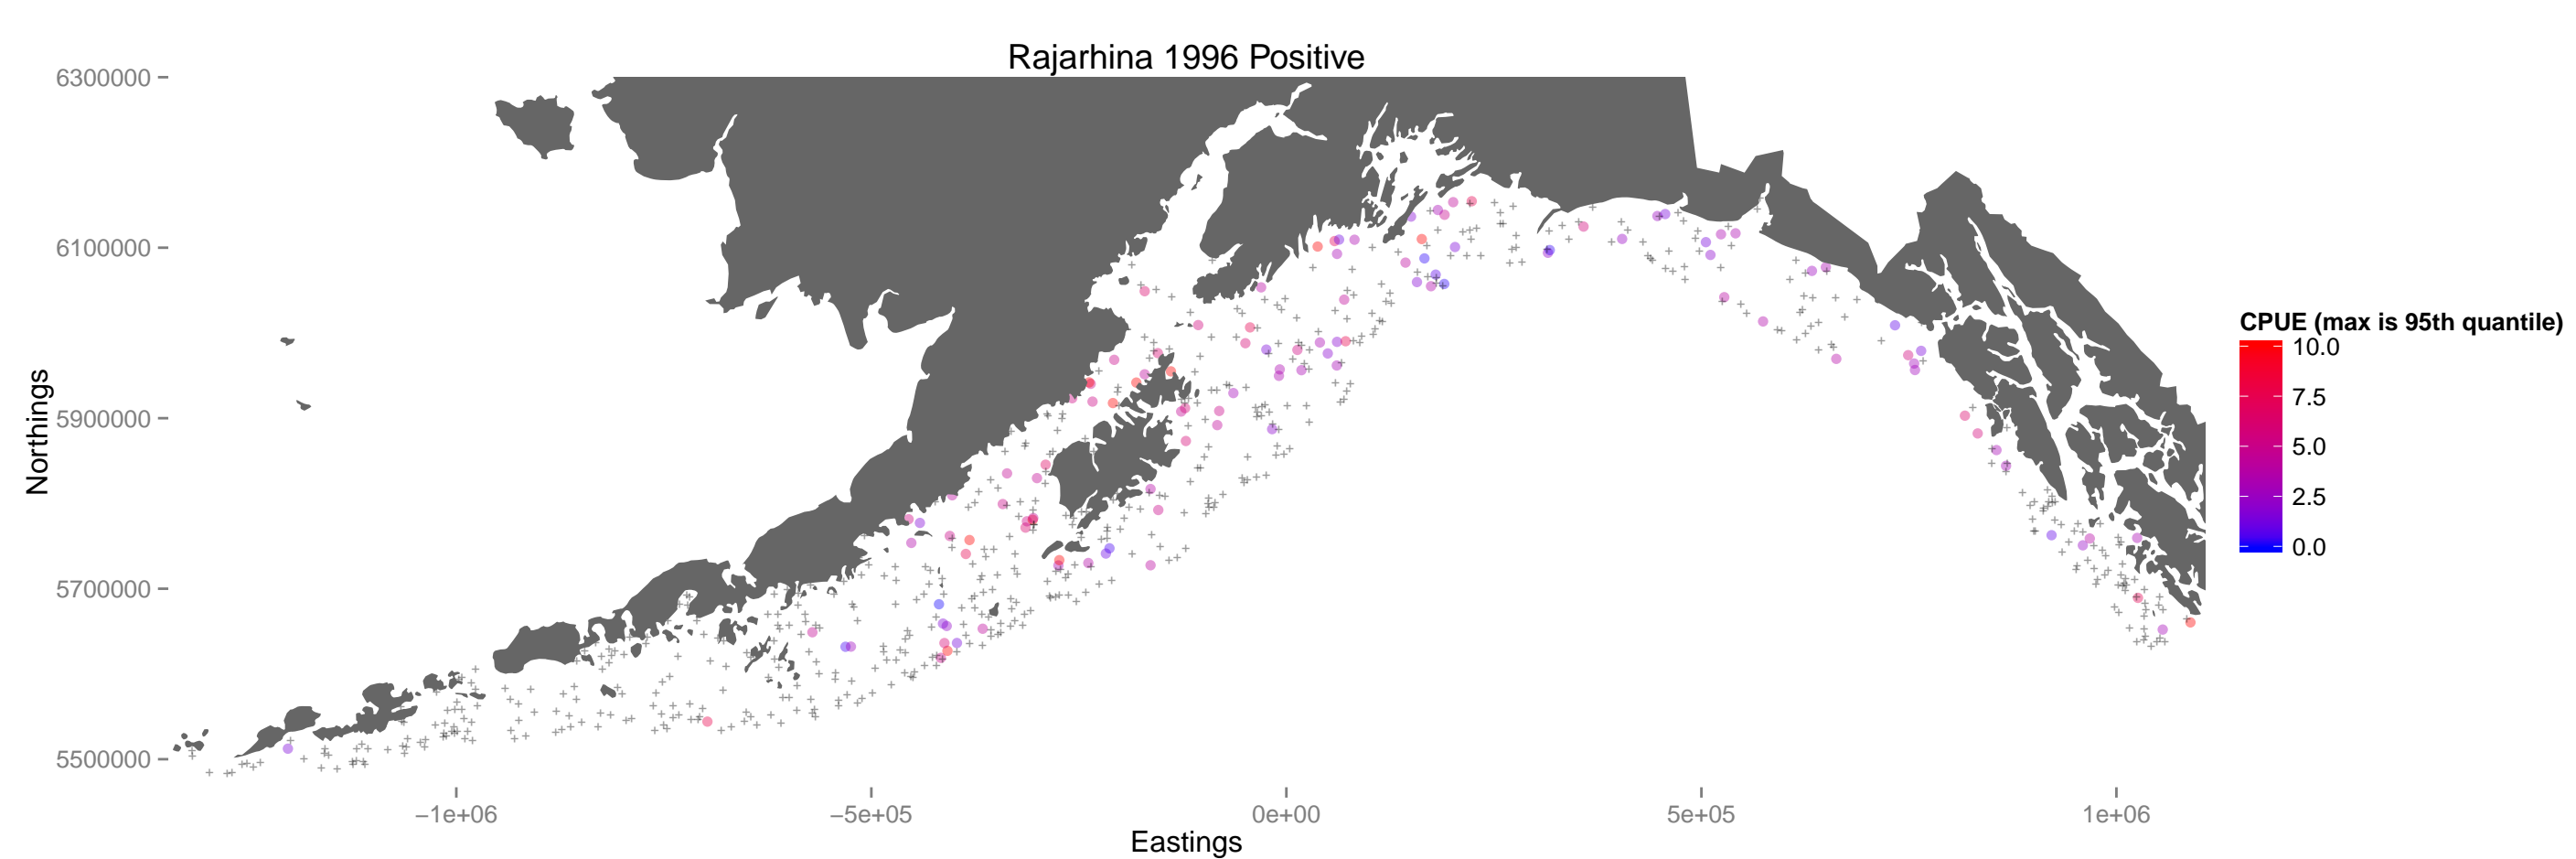 Rajarhina 1996 Positive
6300000
6100000
5900000
5700000
5500000
Northings
−1e+06
−5e+05
0e+00
5e+05
1e+06
Eastings
CPUE (max is 95th quantile)
10.0
7.5
5.0
2.5
0.0